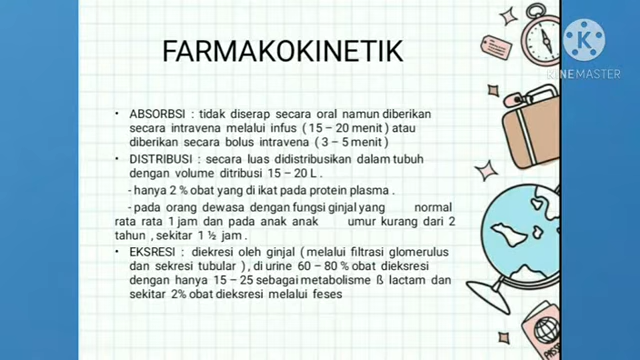 FARMAKOKINETIK
KINEMASTER
• ABSORBSI : tidak diserap secara oral namun diberikan
secara intravena melalui infus ( 15 – 20 menit ) atau
diberikan secara bolus intravena ( 3 – 5 menit )
• DISTRIBUSI : secara luas didistribusikan dalam tubuh
dengan volume ditribusi 15 – 20 L .
- hanya 2 % obat yang di ikat pada protein plasma .
- pada orang dewasa dengan fungsi ginjal yang normal
rata rata 1 jam dan pada anak anak umur kurang dari 2
tahun , sekitar 1 ½ jam .
• EKSRESI : diekresi oleh ginjal ( melalui filtrasi glomerulus
dan sekresi tubular ) , di urine 60 – 80 % obat dieksresi
dengan hanya 15 – 25 sebagai metabolisme ß lactam dan
sekitar 2% obat dieksresi melalui feses